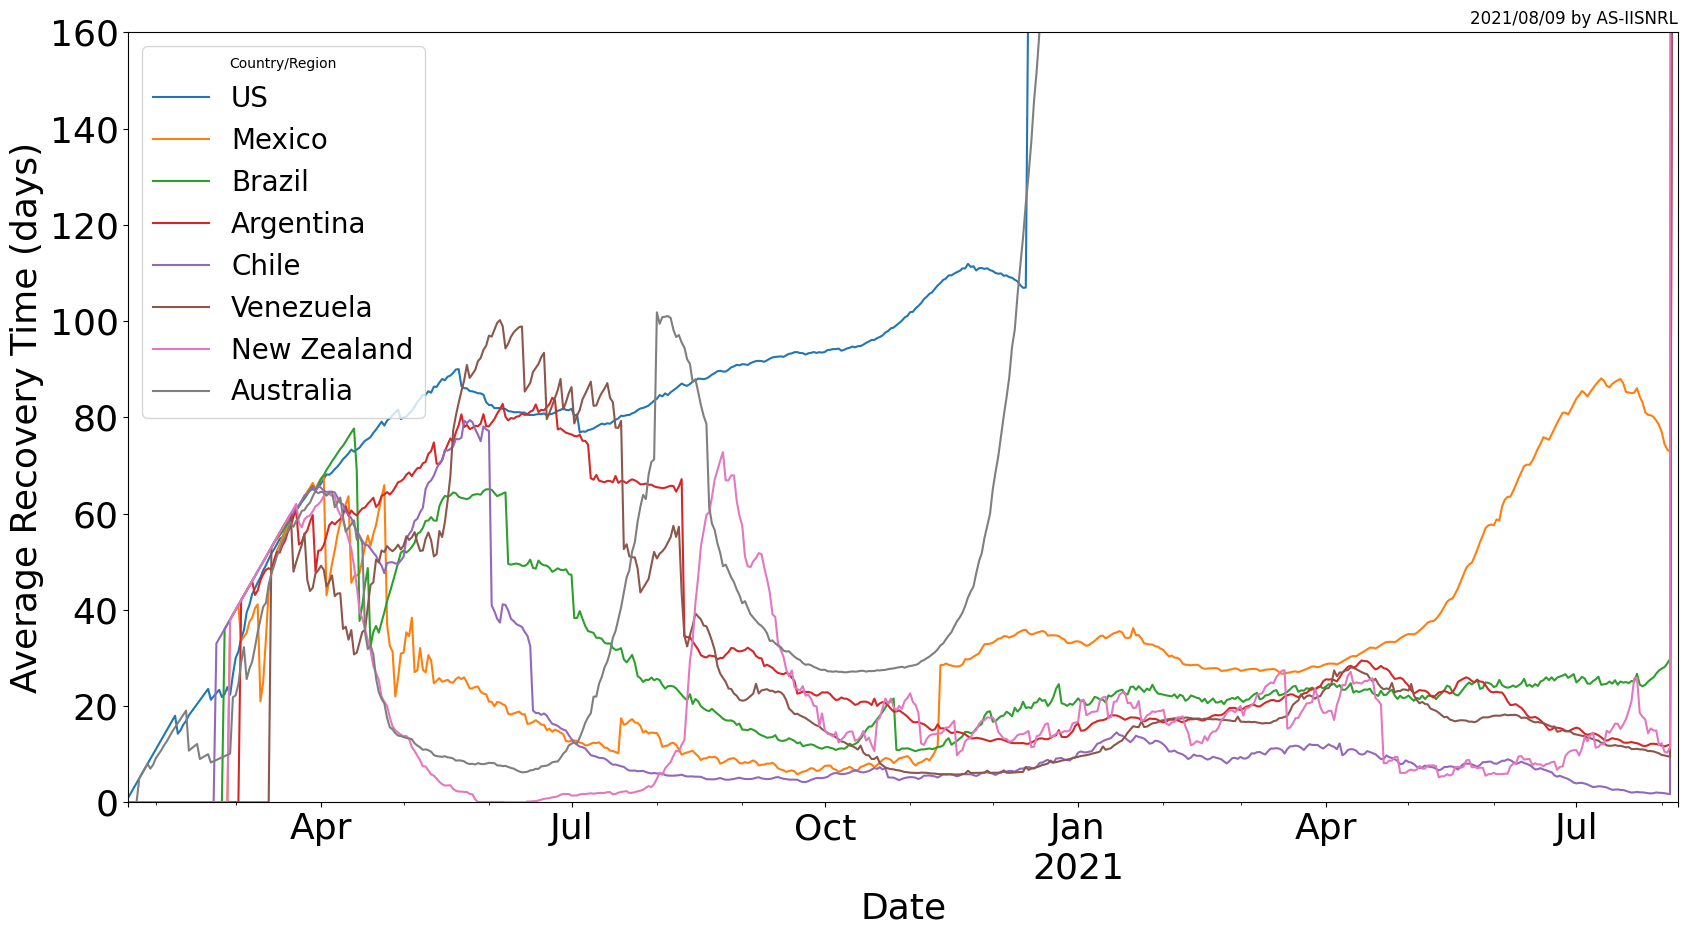 2021/08/09 by AS-IISNRL
160
140
120
100
80
60
40
20
0
Average Recovery Time (days)
Country/Region
US
Mexico
Brazil
Argentina
Chile
Venezuela
New Zealand
Australia
Apr
Jul
Oct
Jan
2021
Apr
Jul
Date